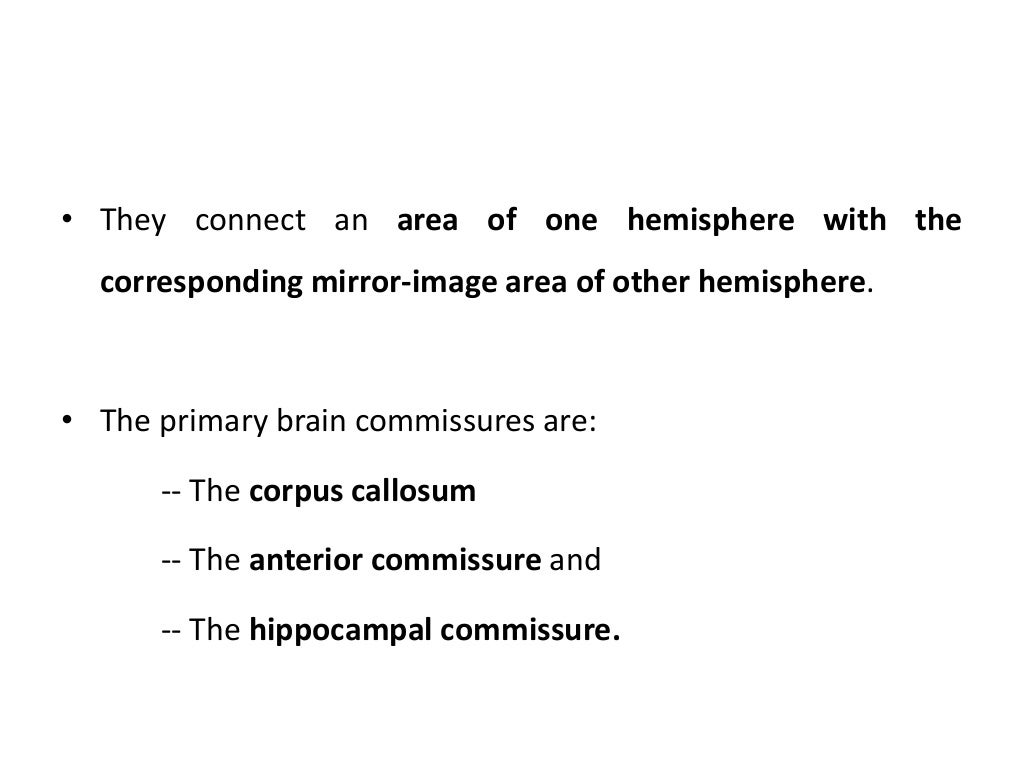 • They connect an area of one hemisphere with the
corresponding mirror-image area of other hemisphere.
• The primary brain commissures are:
-- The corpus callosum
-- The anterior commissure and
-- The hippocampal commissure.